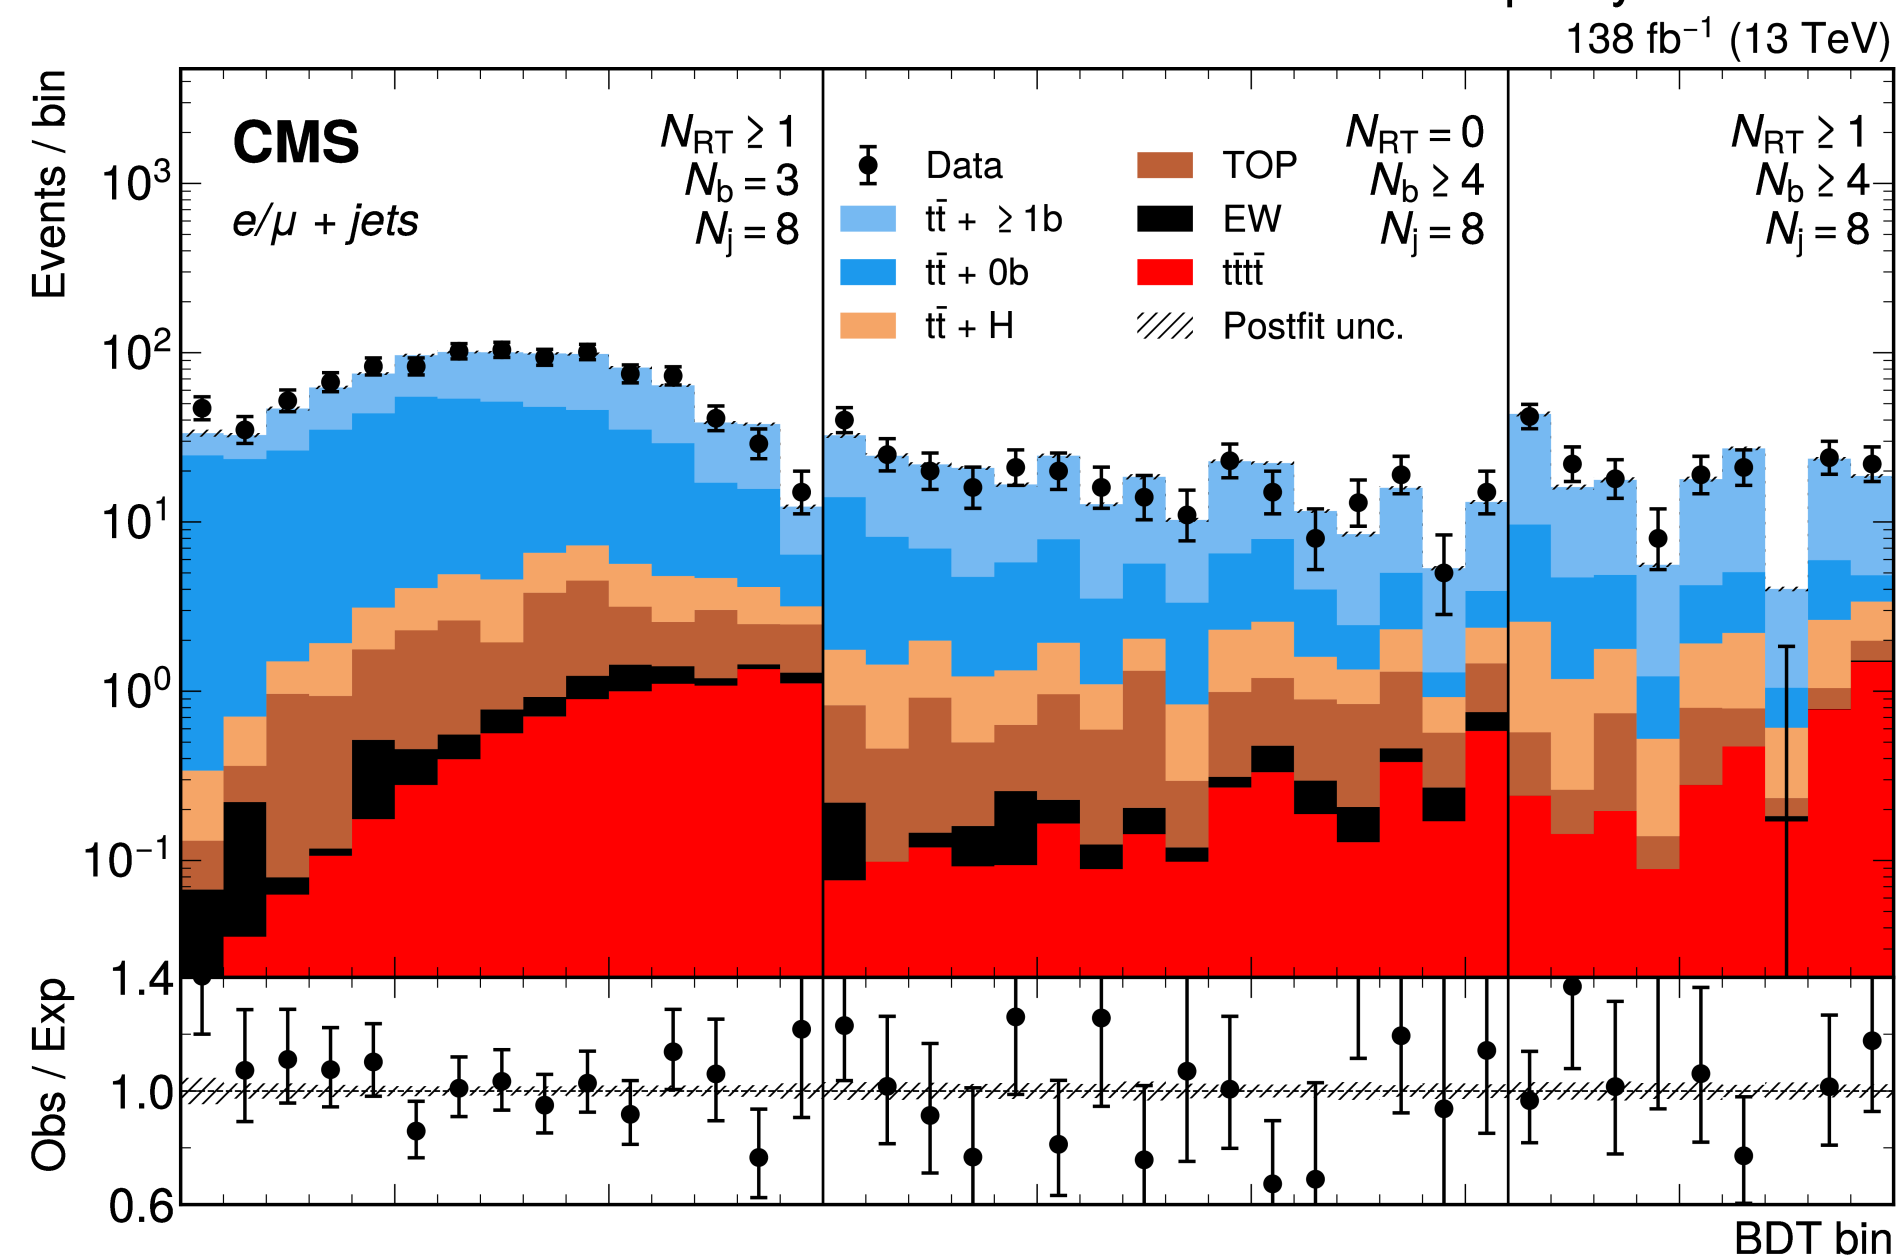 138 fb⁻¹ (13 TeV)
Events / bin
CMS
e/μ + jets
N_RT ≥ 1
N_b = 3
N_j = 8
Data
tt̄ + ≥ 1b
tt̄ + 0b
tt̄ + H
TOP
EW
tt̄tt̄
Postfit unc.
N_RT = 0
N_b ≥ 4
N_j = 8
N_RT ≥ 1
N_b ≥ 4
N_j = 8
10³
10²
10¹
10⁰
10⁻¹
Obs / Exp
1.4
1.0
0.6
BDT bin